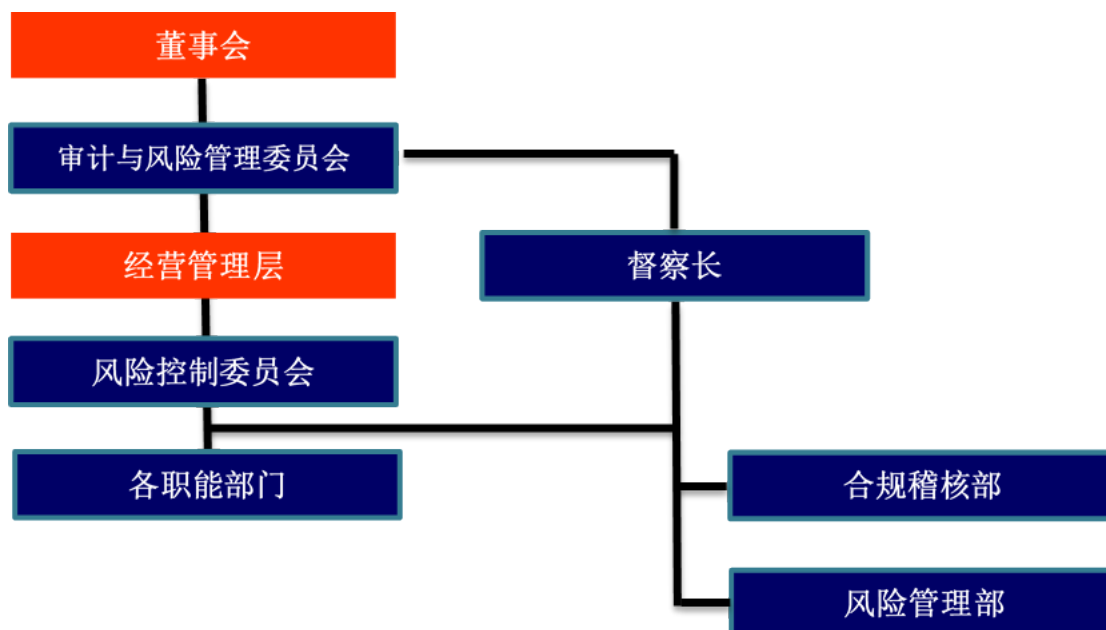 董事会
审计与风险管理委员会
经营管理层
督察长
风险控制委员会
各职能部门
合规稽核部
风险管理部